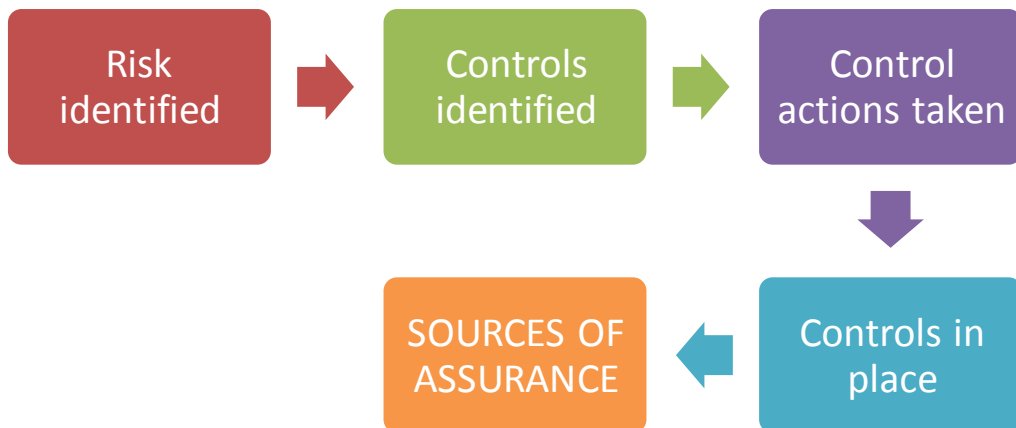 Risk
identified
Controls
identified
Control
actions taken
Controls in
place
SOURCES OF
ASSURANCE